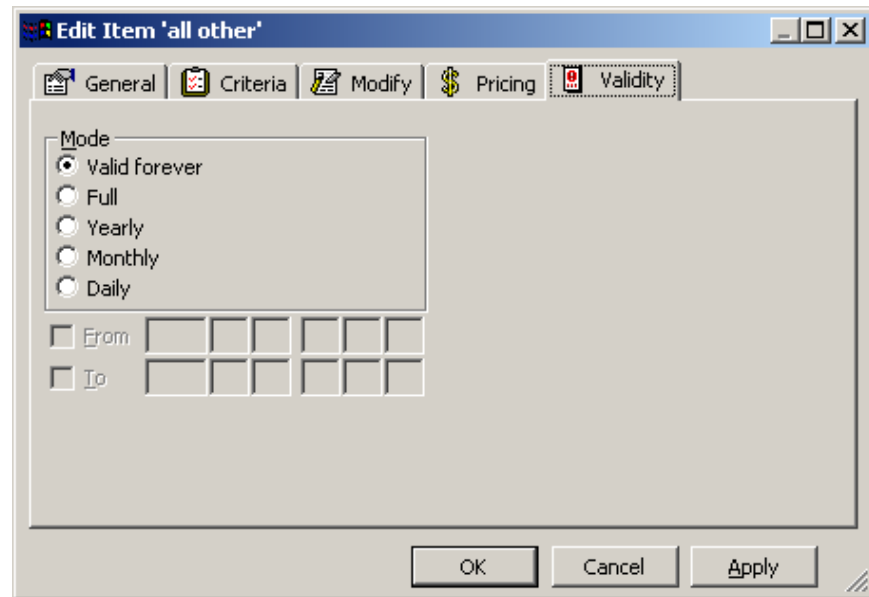 Edit Item 'all other'
General Criteria Modify Pricing Validity
Mode
Valid forever
Full
Yearly
Monthly
Daily
From
To
OK Cancel Apply